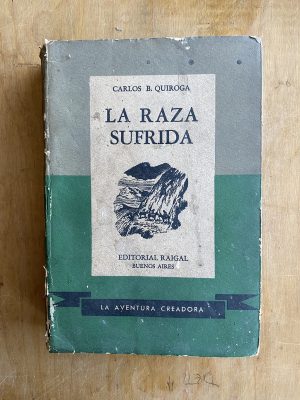 CARLOS B. QUIROGA
LA RAZA
SUFRIDA
EDITORIAL RAIGAL
BUENOS AIRES
LA AVENTURA CREADORA